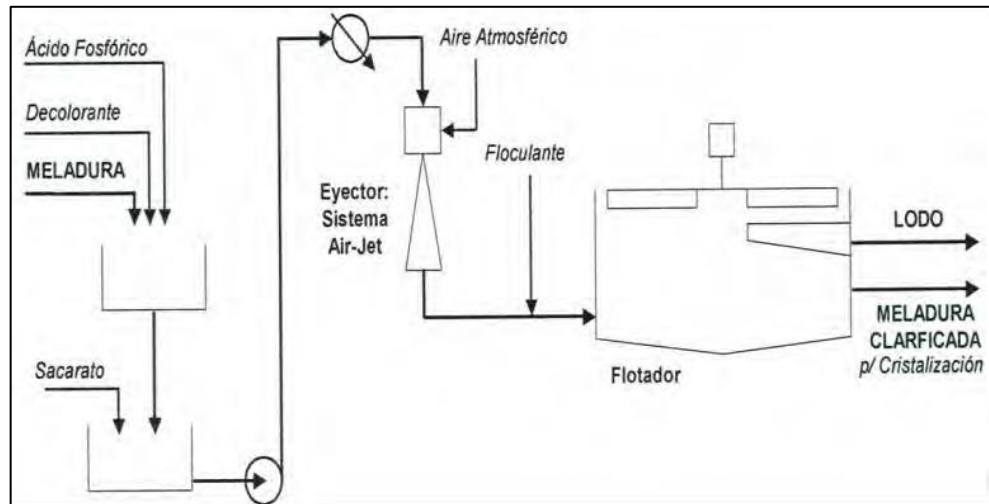 Ácido Fosfórico
Decolorante
MELADURA
Sacarato
Aire Atmosférico
Eyector:
Sistema
Air-Jet
Floculante
Flotador
LODO
MELADURA
CLARFICADA
p/ Cristalización